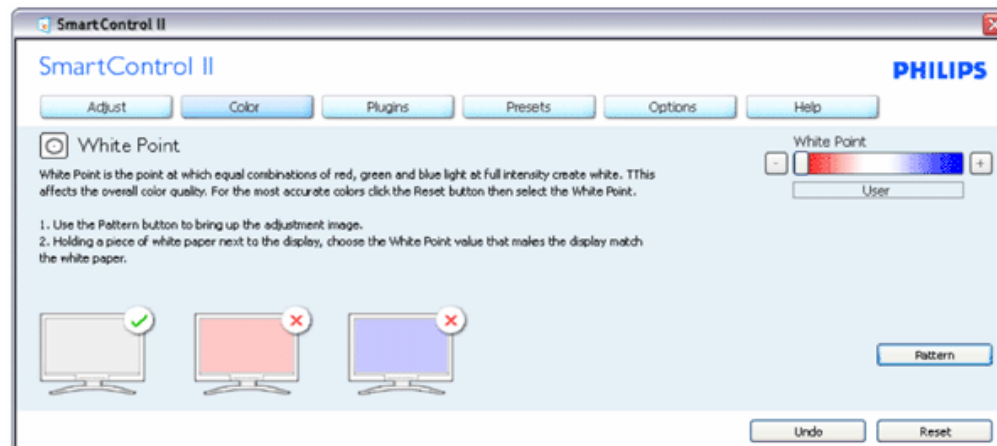 SmartControl II
SmartControl II
PHILIPS
Adjust Color Plugins Presets Options Help
White Point
White Point is the point at which equal combinations of red, green and blue light at full intensity create white. TThis
affects the overall color quality. For the most accurate colors click the Reset button then select the White Point.
1. Use the Pattern button to bring up the adjustment image.
2. Holding a piece of white paper next to the display, choose the White Point value that makes the display match
the white paper.
White Point
- +
User
Pattern
Undo Reset